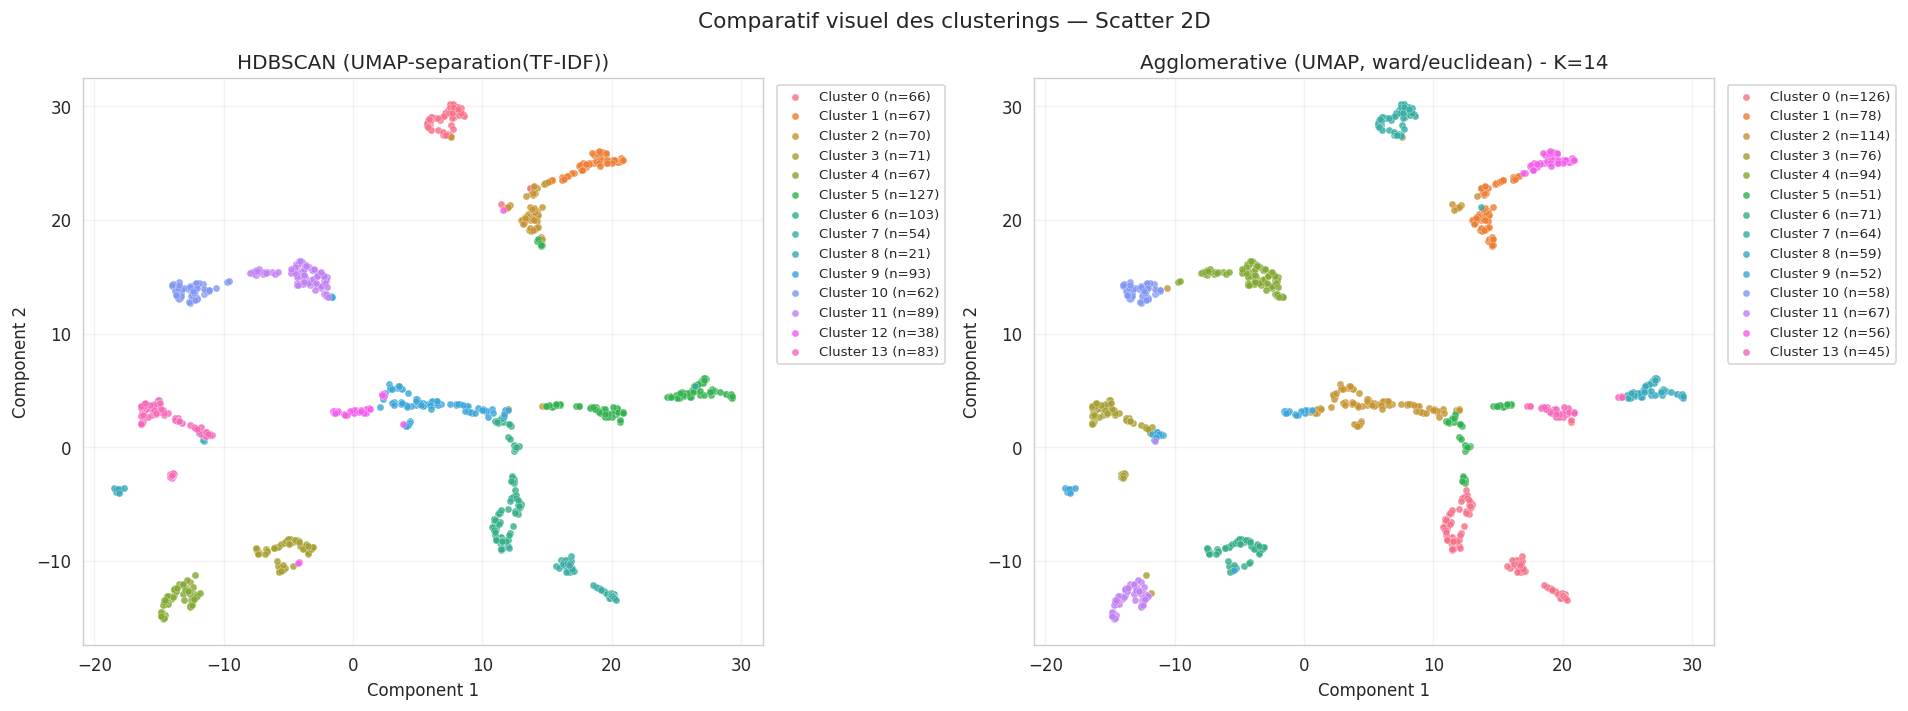 Comparatif visuel des clusterings — Scatter 2D
HDBSCAN (UMAP-separation(TF-IDF))
Component 2
30
20
10
0
−10
−20
−10
0
10
20
30
Component 1
Cluster 0 (n=66)
Cluster 1 (n=67)
Cluster 2 (n=70)
Cluster 3 (n=71)
Cluster 4 (n=67)
Cluster 5 (n=127)
Cluster 6 (n=103)
Cluster 7 (n=54)
Cluster 8 (n=21)
Cluster 9 (n=93)
Cluster 10 (n=62)
Cluster 11 (n=89)
Cluster 12 (n=38)
Cluster 13 (n=83)
Agglomerative (UMAP, ward/euclidean) - K=14
Component 2
30
20
10
0
−10
−20
−10
0
10
20
30
Component 1
Cluster 0 (n=126)
Cluster 1 (n=78)
Cluster 2 (n=114)
Cluster 3 (n=76)
Cluster 4 (n=94)
Cluster 5 (n=51)
Cluster 6 (n=71)
Cluster 7 (n=64)
Cluster 8 (n=59)
Cluster 9 (n=52)
Cluster 10 (n=58)
Cluster 11 (n=67)
Cluster 12 (n=56)
Cluster 13 (n=45)